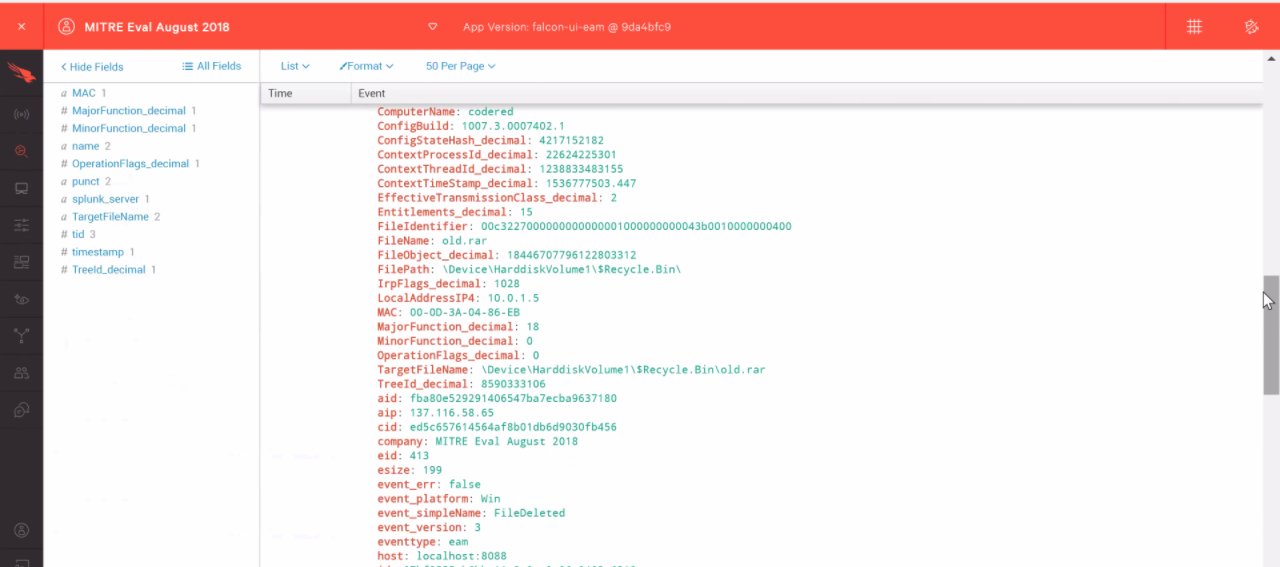 × MITRE Eval August 2018 App Version: falcon-ui-eam @ 9da4bfc9
< Hide Fields All Fields List Format 50 Per Page
Time Event
a MAC 1
# MajorFunction_decimal 1
# MinorFunction_decimal 1
a name 2
# OperationFlags_decimal 1
a punct 2
a splunk_server 1
a TargetFileName 2
# tid 3
# timestamp 1
# TreeId_decimal 1
ComputerName: codered
ConfigBuild: 1007.3.0007402.1
ConfigStateHash_decimal: 4217152182
ContextProcessId_decimal: 22624225301
ContextThreadId_decimal: 1238833483155
ContextTimeStamp_decimal: 1536777503.447
EffectiveTransmissionClass_decimal: 2
Entitlements_decimal: 15
FileIdentifier: 00c322700000000000001000000000043b0010000000400
FileName: old.rar
FileObject_decimal: 18446707796122803312
FilePath: \Device\HarddiskVolume1\$Recycle.Bin\
IrpFlags_decimal: 1028
LocalAddressIP4: 10.0.1.5
MAC: 00-0D-3A-04-86-EB
MajorFunction_decimal: 18
MinorFunction_decimal: 0
OperationFlags_decimal: 0
TargetFileName: \Device\HarddiskVolume1\$Recycle.Bin\old.rar
TreeId_decimal: 8590333106
aid: fba80e529291406547ba7ecba9637180
aip: 137.116.58.65
cid: ed5c657614564af8b01db6d9030fb456
company: MITRE Eval August 2018
eid: 413
esize: 199
event_err: false
event_platform: Win
event_simpleName: FileDeleted
event_version: 3
eventtype: eam
host: localhost:8088